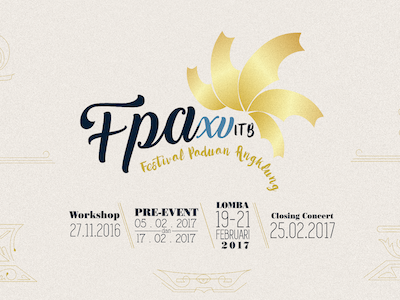 Fpa XV ITB
Festival Paduan Angklung
Workshop
27.11.2016
PRE-EVENT
05.02.2017
dan
17.02.2017
LOMBA
19-21
FEBRUARI
2017
Closing Concert
25.02.2017